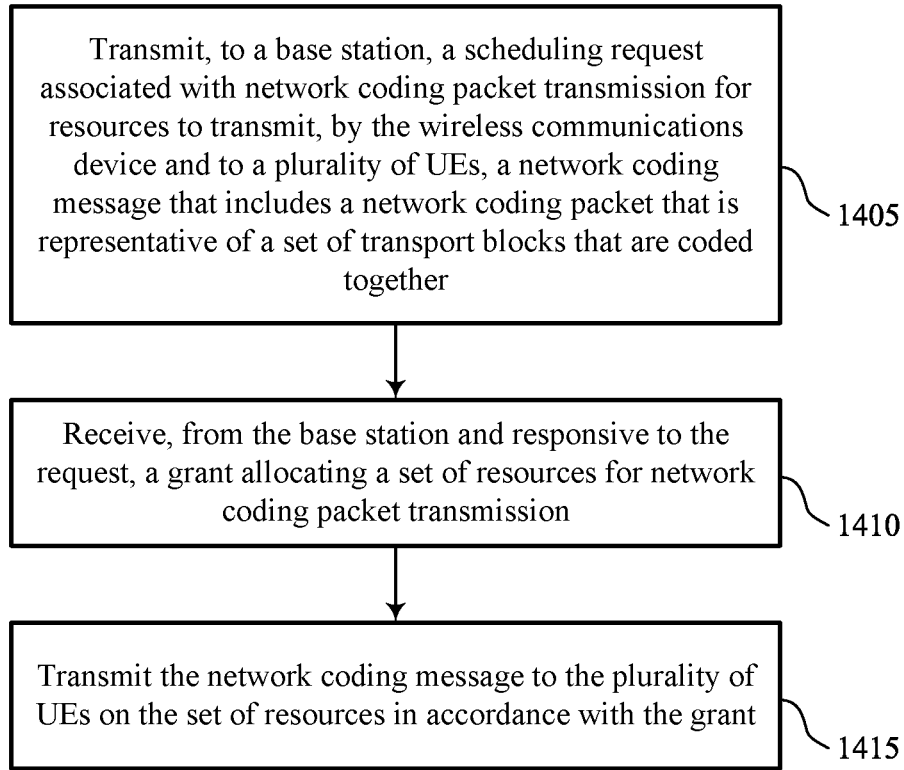 Transmit, to a base station, a scheduling request
associated with network coding packet transmission for
resources to transmit, by the wireless communications
device and to a plurality of UEs, a network coding
message that includes a network coding packet that is
representative of a set of transport blocks that are coded
together
1405
Receive, from the base station and responsive to the
request, a grant allocating a set of resources for network
coding packet transmission
1410
Transmit the network coding message to the plurality of
UEs on the set of resources in accordance with the grant
1415